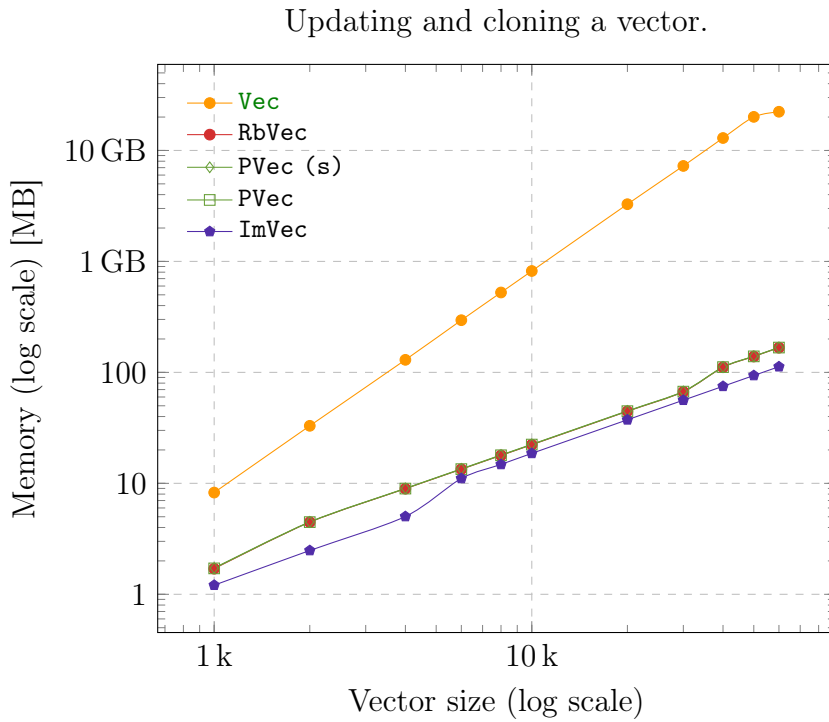 Updating and cloning a vector.
Vec
RbVec
PVec (s)
PVec
ImVec
10 GB
1 GB
100
10
1
Memory (log scale) [MB]
1 k
10 k
Vector size (log scale)